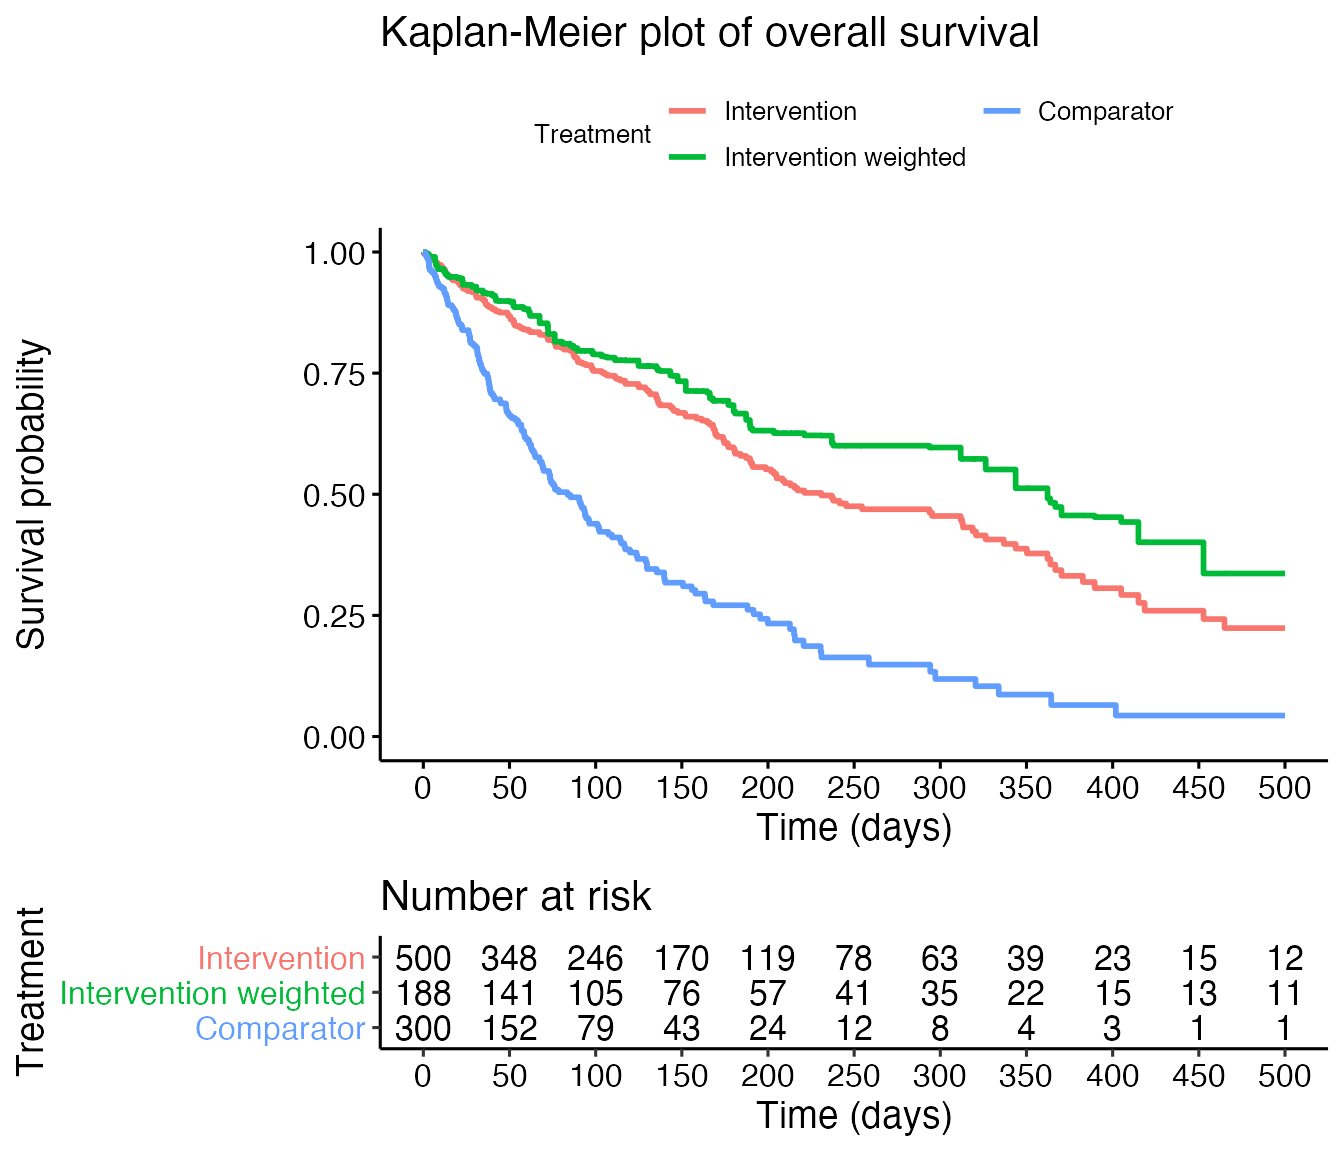 Kaplan-Meier plot of overall survival
Treatment
Intervention
Comparator
Intervention weighted
Survival probability
1.00
0.75
0.50
0.25
0.00
0 50 100 150 200 250 300 350 400 450 500
Time (days)
Number at risk
Treatment
Intervention 500 348 246 170 119 78 63 39 23 15 12
Intervention weighted 188 141 105 76 57 41 35 22 15 13 11
Comparator 300 152 79 43 24 12 8 4 3 1 1
0 50 100 150 200 250 300 350 400 450 500
Time (days)